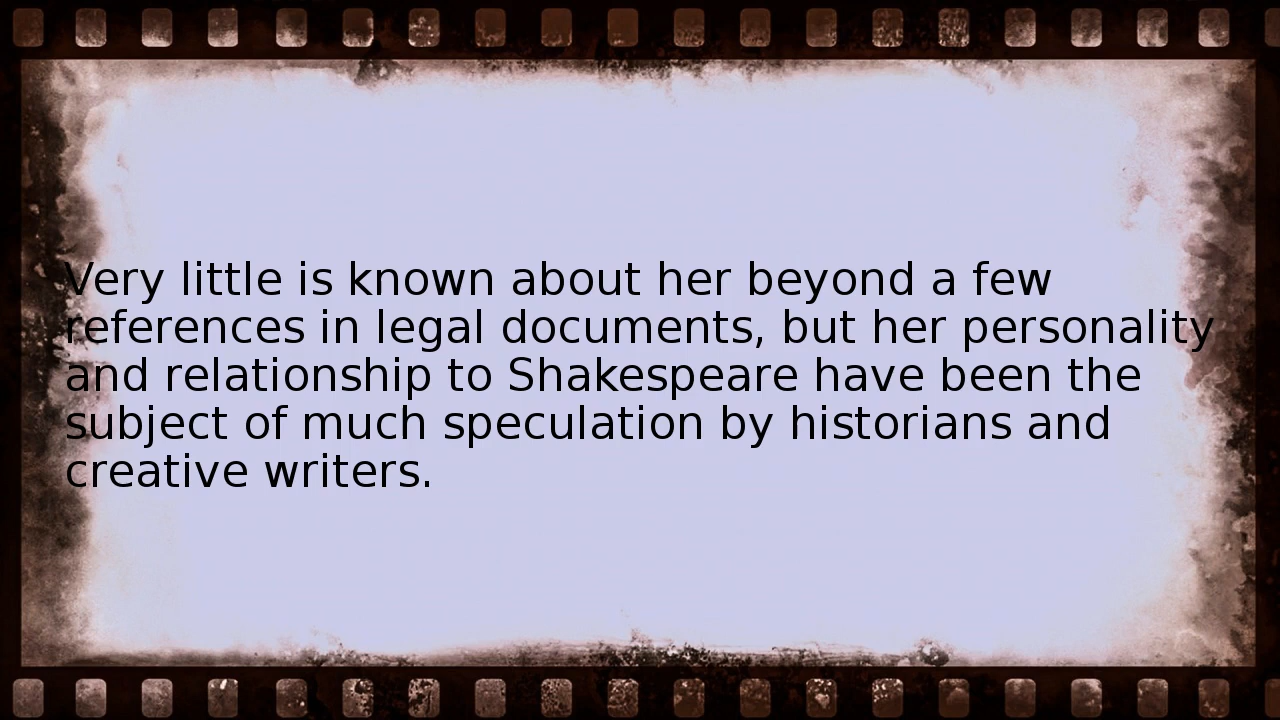 Very little is known about her beyond a few
references in legal documents, but her personality
and relationship to Shakespeare have been the
subject of much speculation by historians and
creative writers.